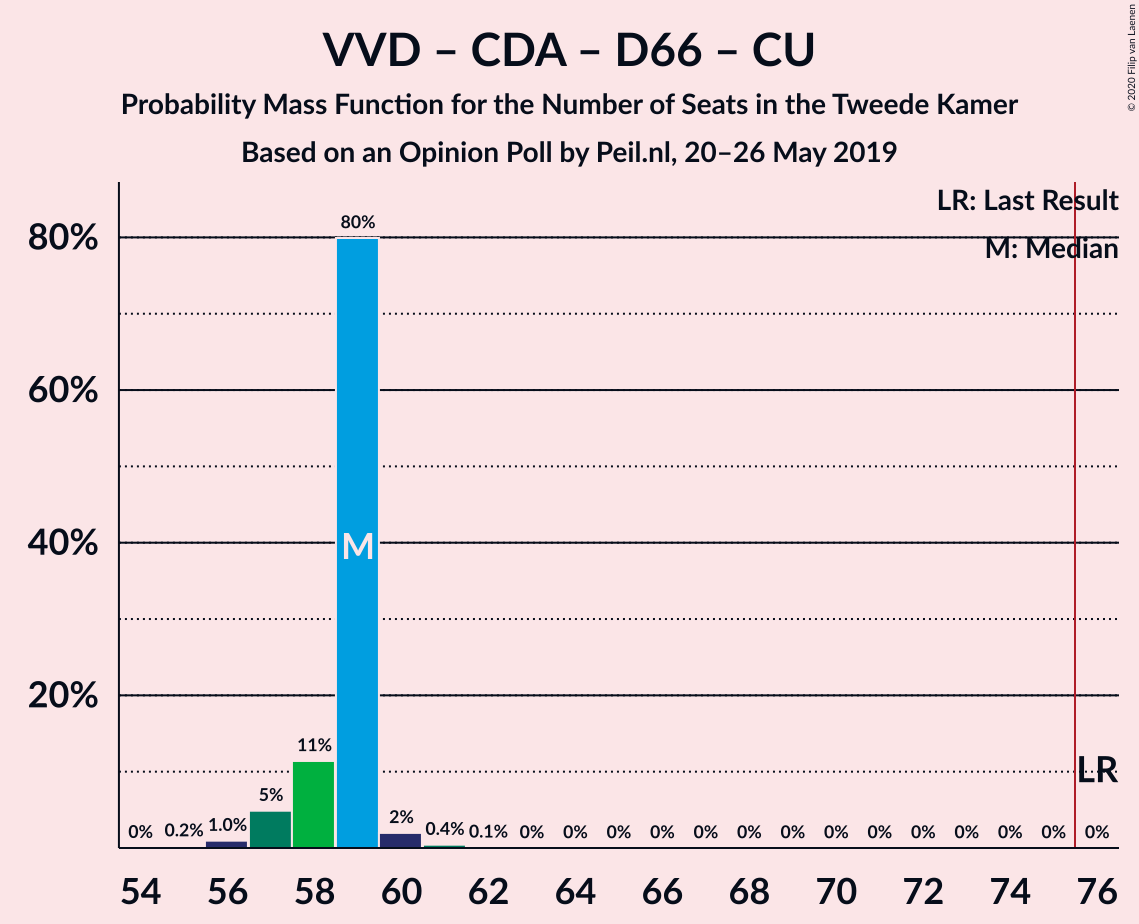 VVD – CDA – D66 – CU
Probability Mass Function for the Number of Seats in the Tweede Kamer
Based on an Opinion Poll by Peil.nl, 20–26 May 2019
© 2020 Filip van Laenen
LR: Last Result
M: Median
80%
60%
40%
20%
0% 0.2% 1.0% 5% 11% 80% 2% 0.4% 0.1% 0% 0% 0% 0% 0% 0% 0% 0% 0% 0% 0% 0% 0% 0%
M
LR
54 56 58 60 62 64 66 68 70 72 74 76